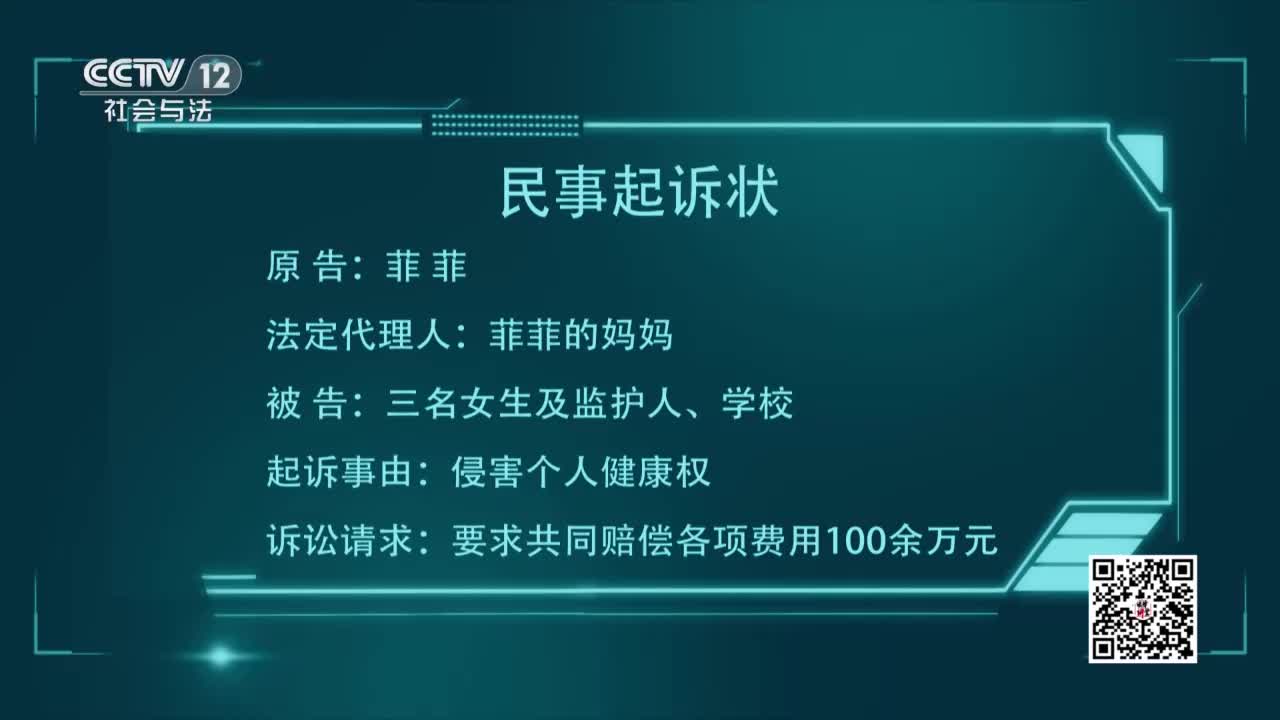 CCTV 12
社会与法
民事起诉状
原 告：菲 菲
法定代理人：菲菲的妈妈
被 告：三名女生及监护人、学校
起诉事由：侵害个人健康权
诉讼请求：要求共同赔偿各项费用100余万元